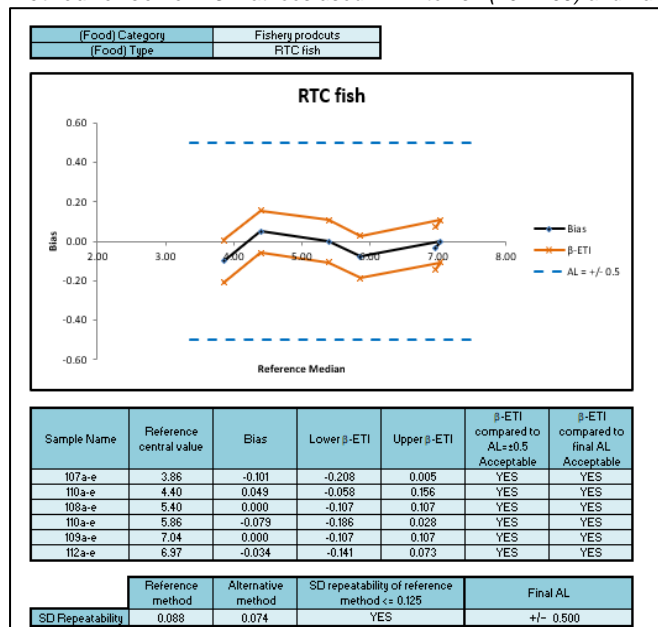 (Food) Category Fishery prodouts
(Food) Type RTC fish
RTC fish
0.60
0.40
0.20
0.00
-0.20
-0.40
-0.60
2.00 3.00 4.00 5.00 6.00 7.00 8.00
Bias
Reference Median
Bias
β-ETI
AL = +/- 0.5
Sample Name Reference central value Bias Lower β-ETI Upper β-ETI β-ETI compared to AL=±0.5 Acceptable β-ETI compared to final AL Acceptable
107a-e 3.86 -0.101 -0.208 0.005 YES YES
110a-e 4.40 0.049 -0.058 0.156 YES YES
108a-e 5.40 0.000 -0.107 0.107 YES YES
110a-e 5.86 -0.079 -0.186 0.028 YES YES
109a-e 7.04 0.000 -0.107 0.107 YES YES
112a-e 6.97 -0.034 -0.141 0.073 YES YES
Reference method Alternative method SD repeatability of reference method <= 0.125 Final AL
SD Repeatability 0.088 0.074 YES +/- 0.500